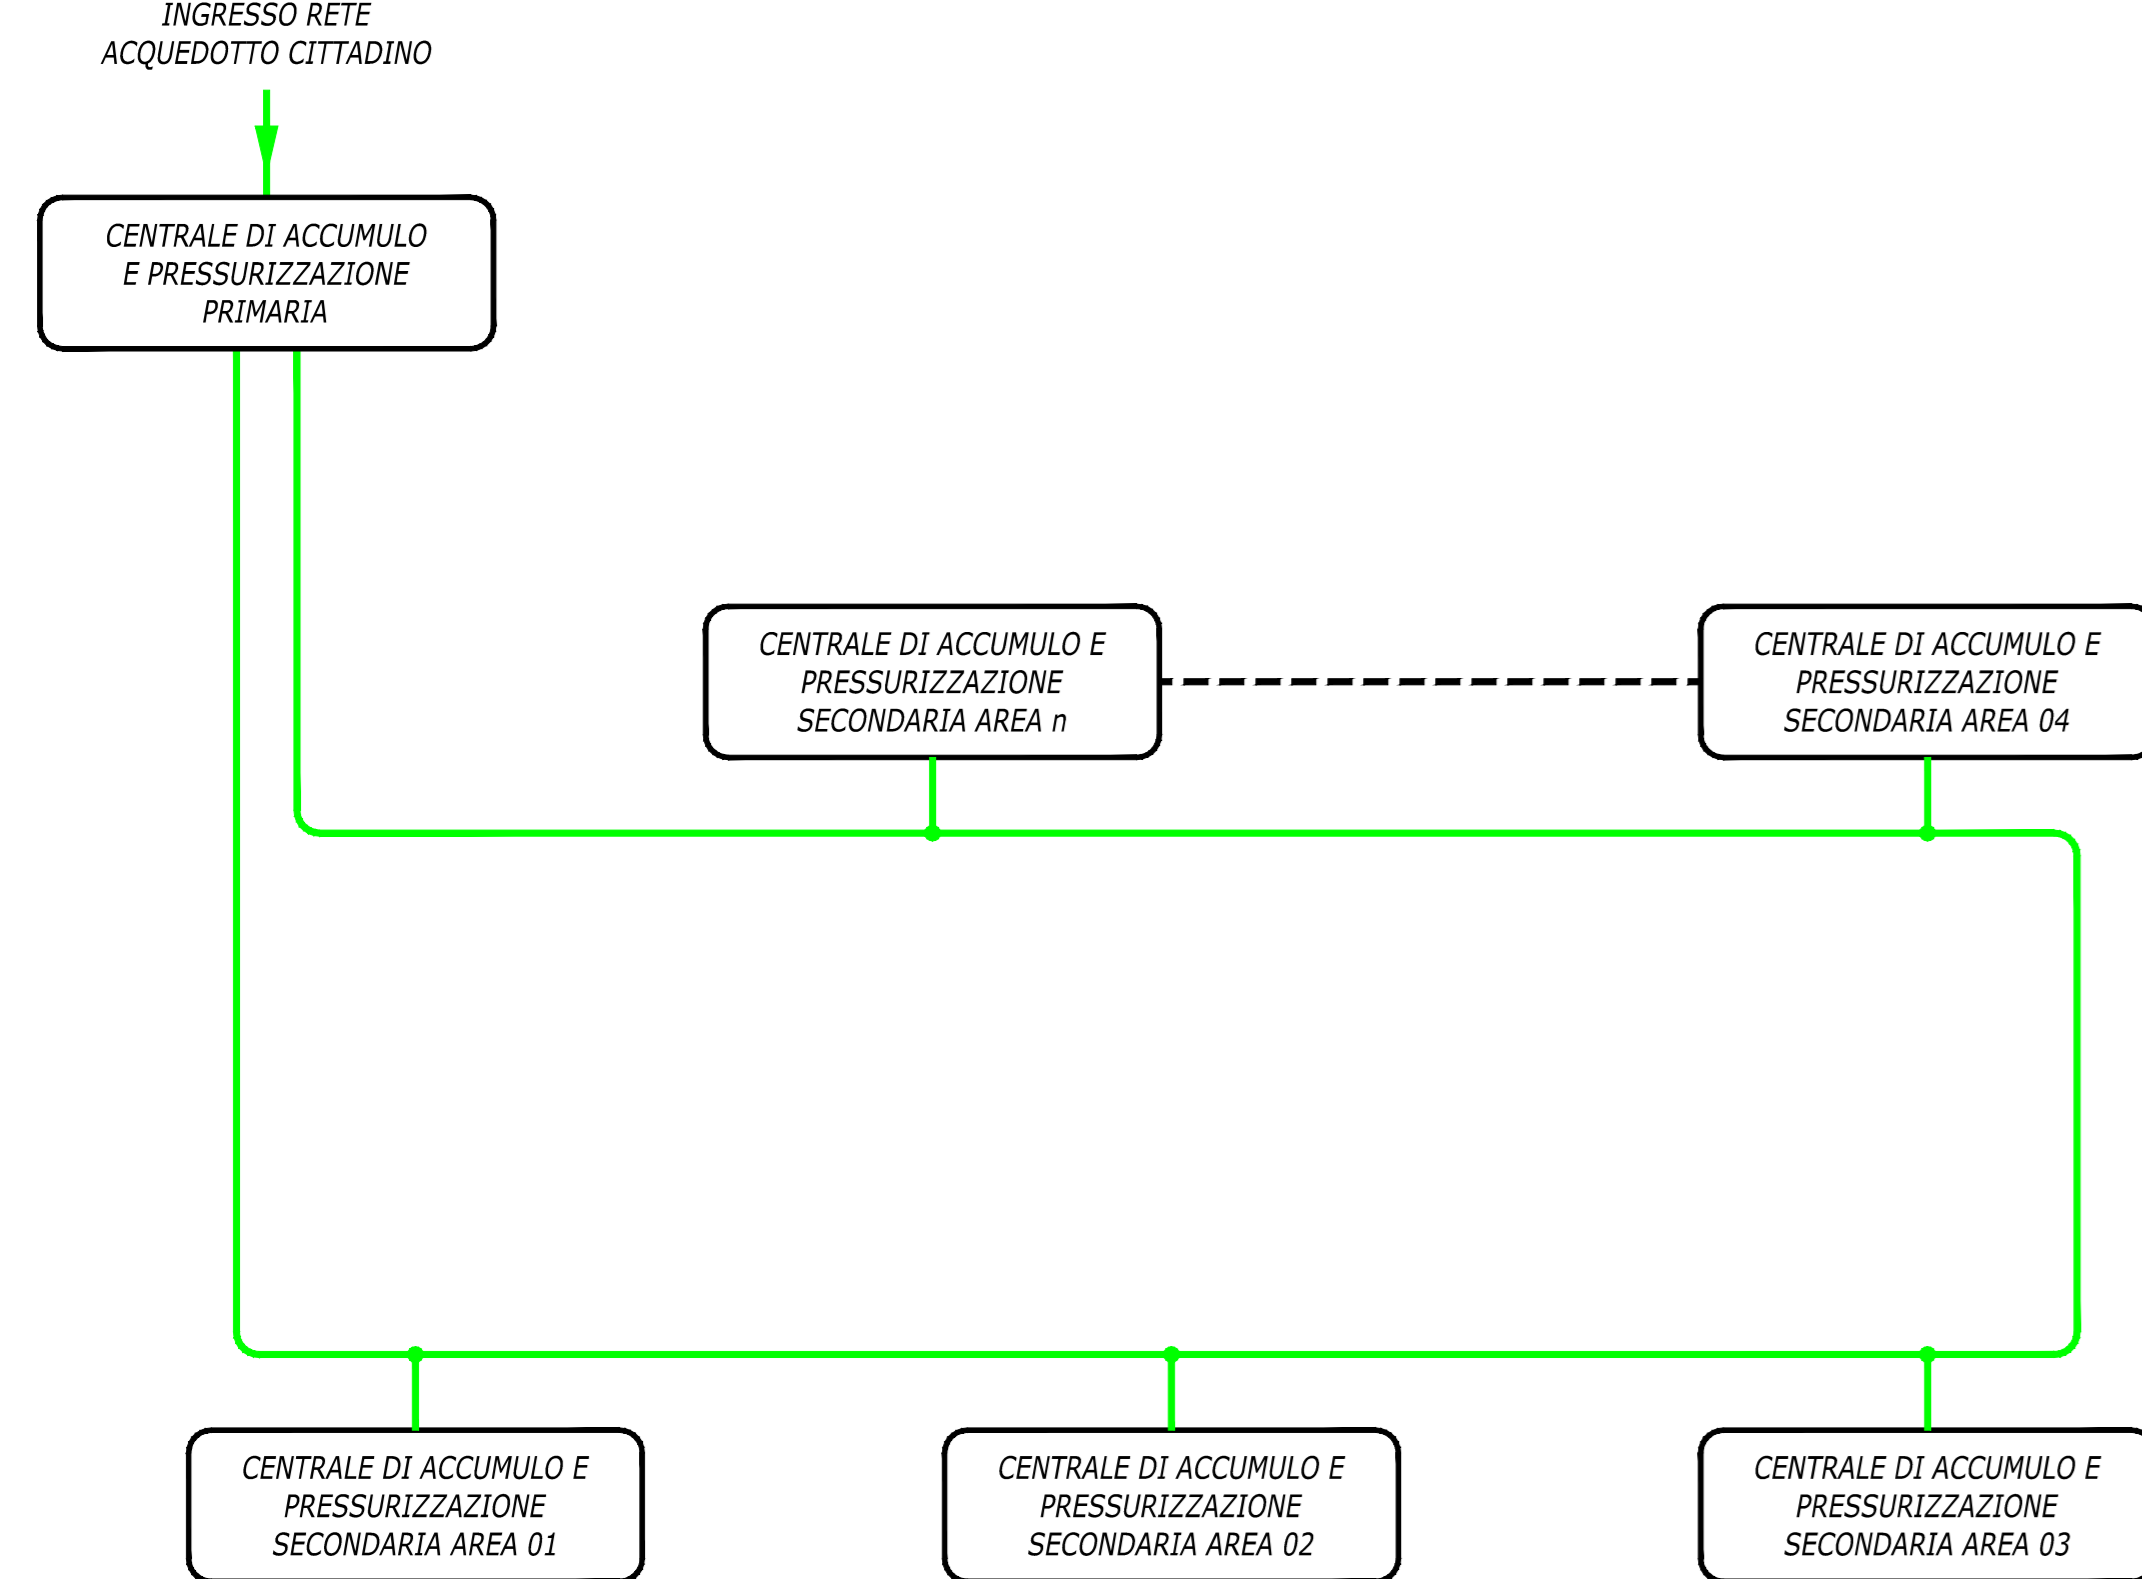 INGRESSO RETE
ACQUEDOTTO CITTADINO
CENTRALE DI ACCUMULO
E PRESSURIZZAZIONE
PRIMARIA
CENTRALE DI ACCUMULO E
PRESSURIZZAZIONE
SECONDARIA AREA n
CENTRALE DI ACCUMULO E
PRESSURIZZAZIONE
SECONDARIA AREA 04
CENTRALE DI ACCUMULO E
PRESSURIZZAZIONE
SECONDARIA AREA 01
CENTRALE DI ACCUMULO E
PRESSURIZZAZIONE
SECONDARIA AREA 02
CENTRALE DI ACCUMULO E
PRESSURIZZAZIONE
SECONDARIA AREA 03